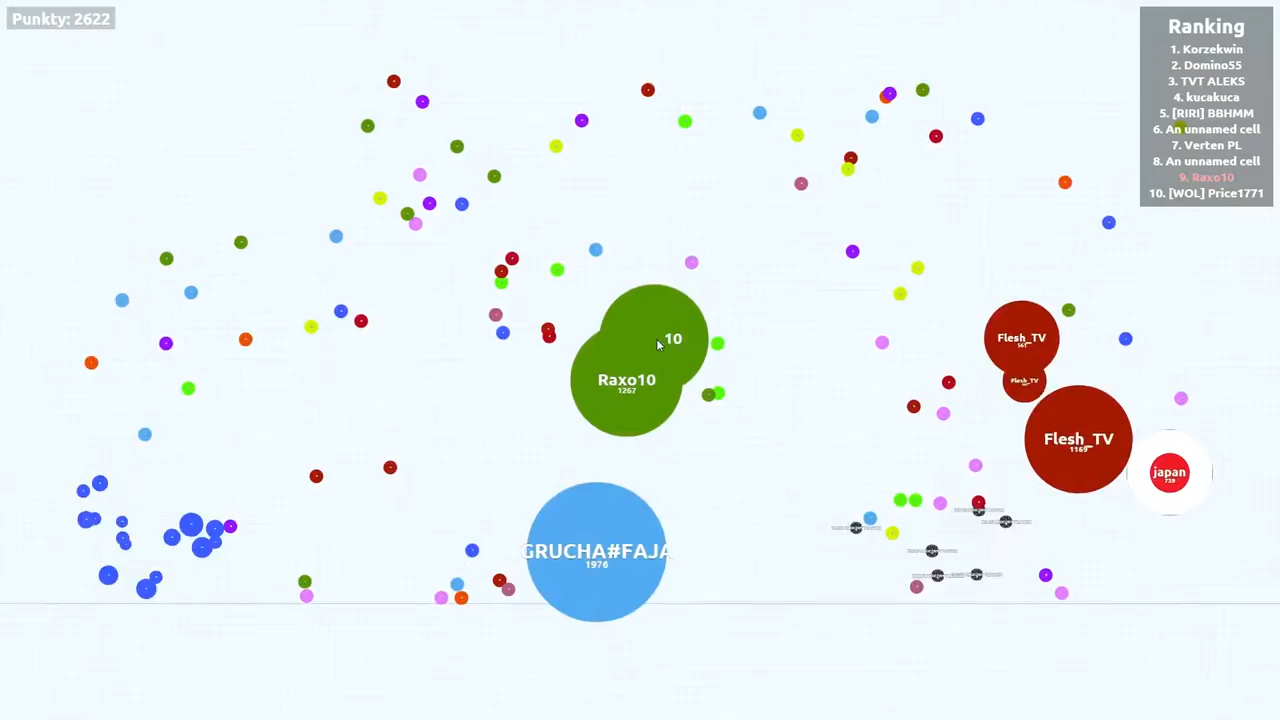 Punkty: 2622
Ranking
1. Korzekwin
2. Domino55
3. TVT ALEKS
4. kucakuca
5. [RIRI] BBHMM
6. An unnamed cell
7. Verten PL
8. An unnamed cell
9. Raxo10
10. [WOL] Price1771
10
Raxo10
1267
Flesh_TV
561
Flesh_TV
Flesh_TV
1169
japan
GRUCHA#FAJA
1976